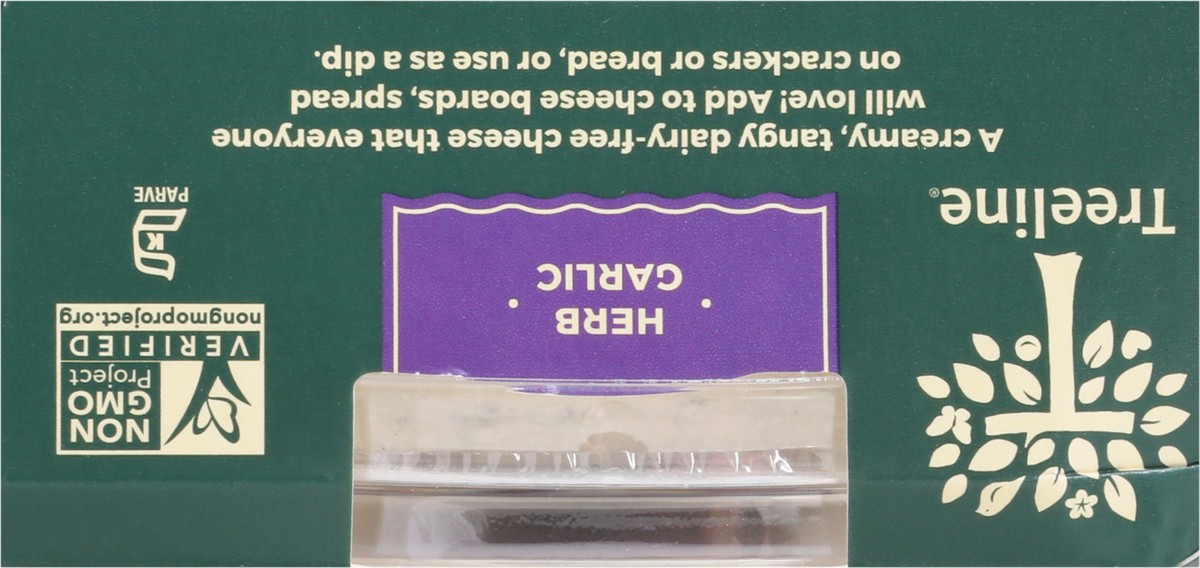 NON
GMO
Project
VERIFIED
nongmoproject.org
K
PARVE
HERB
GARLIC
Treeline®
A creamy, tangy dairy-free cheese that everyone
will love! Add to cheese boards, spread
on crackers or bread, or use as a dip.